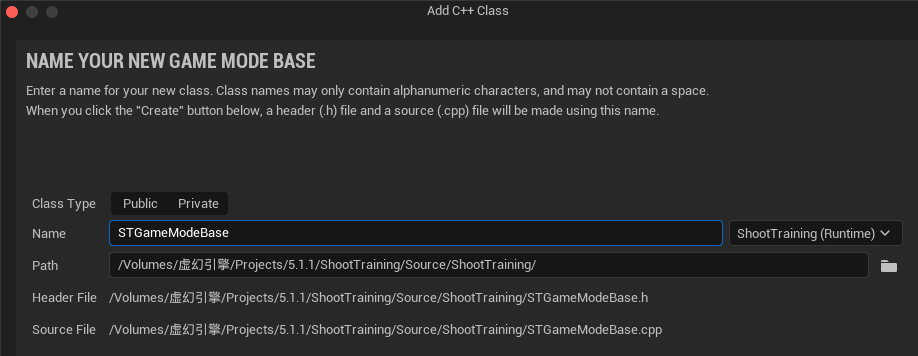 Add C++ Class
NAME YOUR NEW GAME MODE BASE
Enter a name for your new class. Class names may only contain alphanumeric characters, and may not contain a space.
When you click the "Create" button below, a header (.h) file and a source (.cpp) file will be made using this name.
Class Type Public Private
Name STGameModeBase ShootTraining (Runtime)
Path /Volumes/虚幻引擎/Projects/5.1.1/ShootTraining/Source/ShootTraining/
Header File /Volumes/虚幻引擎/Projects/5.1.1/ShootTraining/Source/ShootTraining/STGameModeBase.h
Source File /Volumes/虚幻引擎/Projects/5.1.1/ShootTraining/Source/ShootTraining/STGameModeBase.cpp